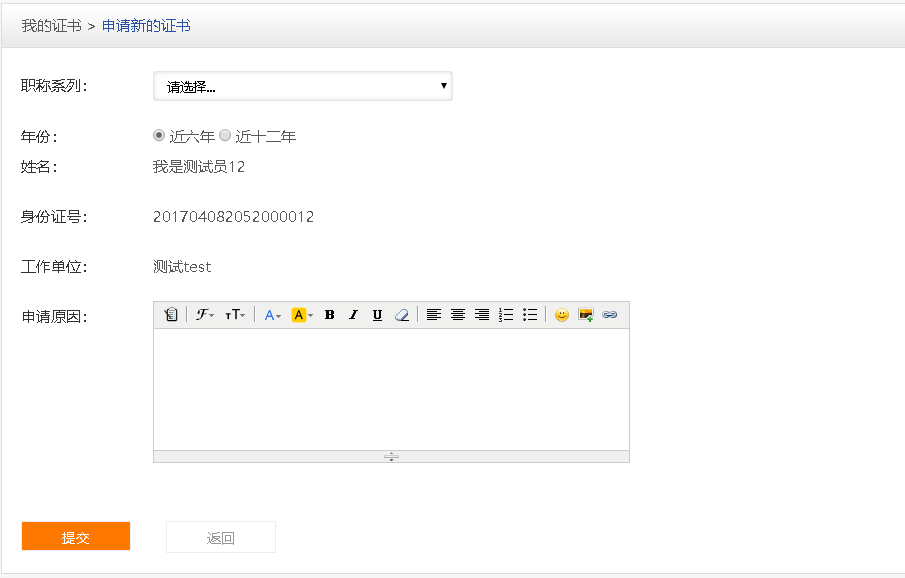 我的证书 > 申请新的证书
职称系列： 请选择...
年份： 近六年 近十二年
姓名： 我是测试员12
身份证号： 201704082052000012
工作单位： 测试test
申请原因：
提交 返回